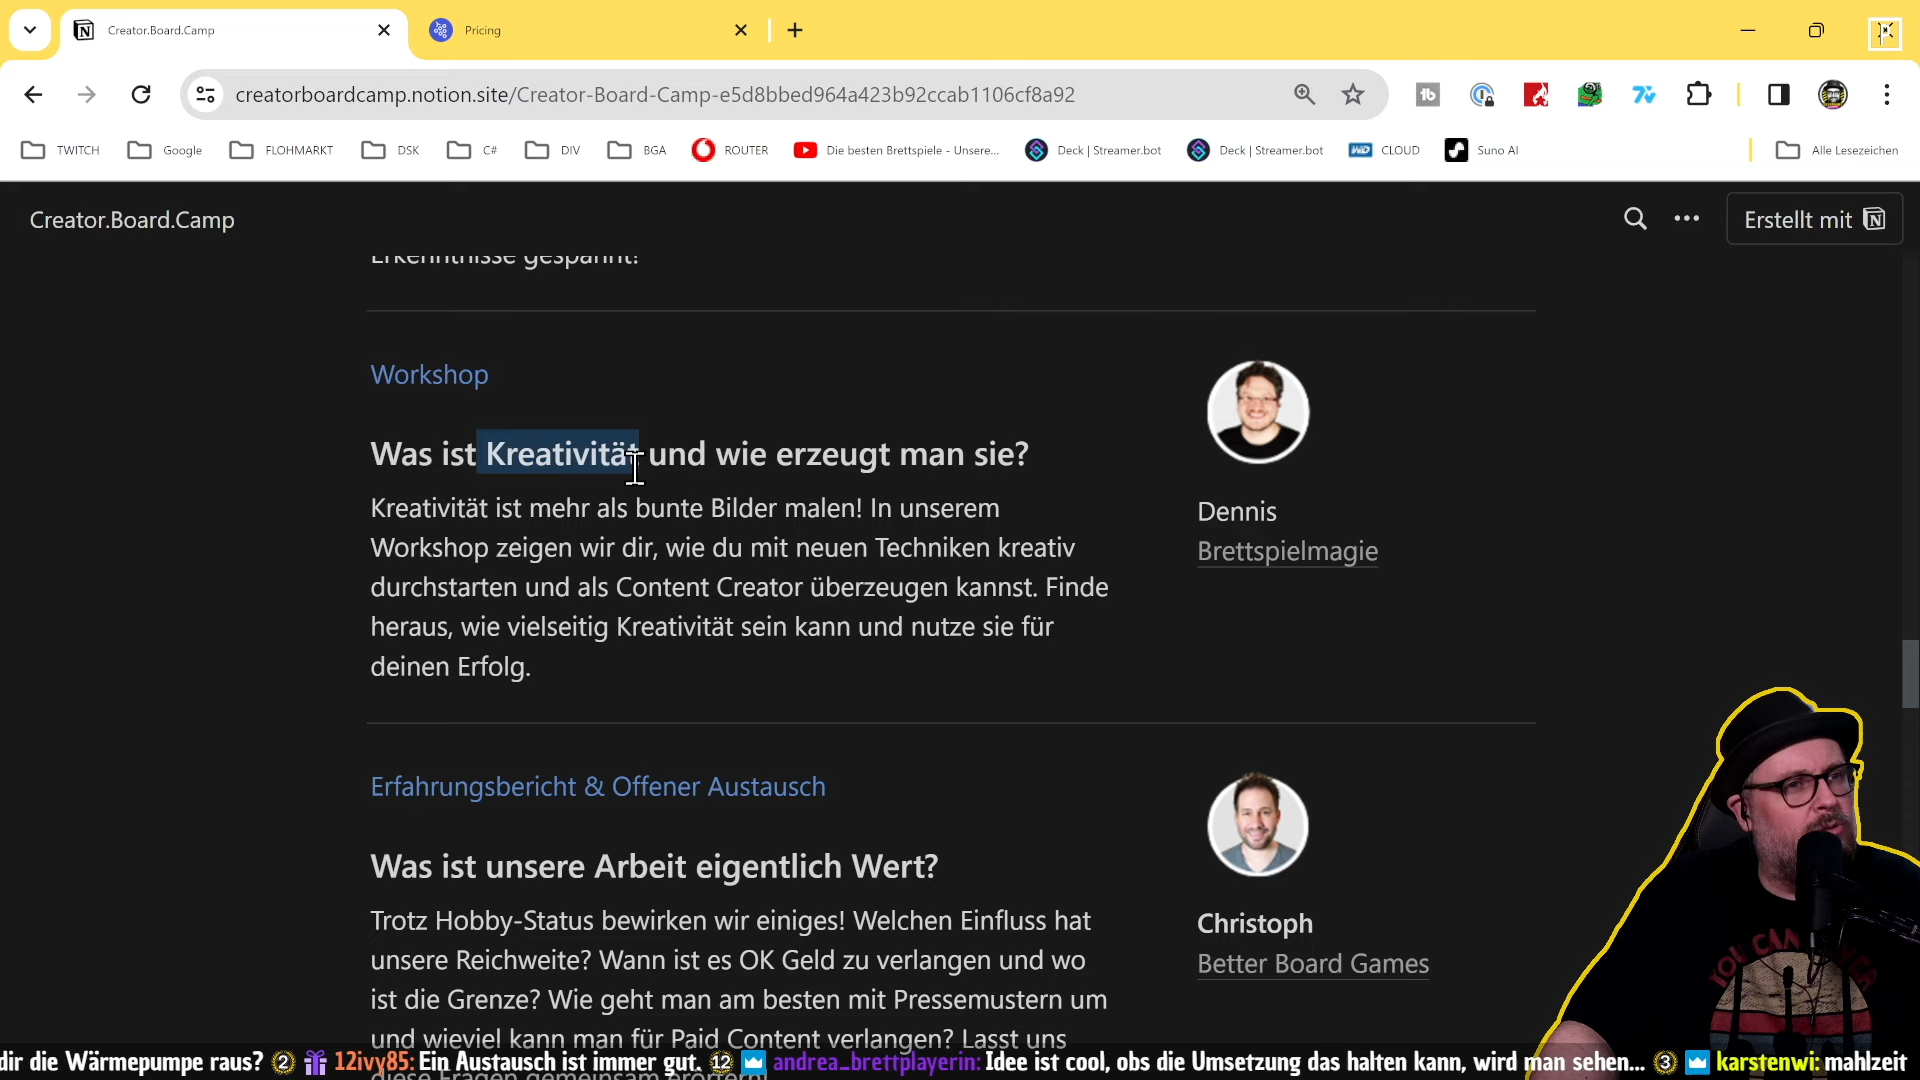 Creator.Board.Camp
Pricing
creatorboardcamp.notion.site/Creator-Board-Camp-e5d8bbed964a423b92ccab1106cf8a92
TWITCH
Google
FLOHMARKT
DSK
C#
DIV
BGA
ROUTER
Die besten Brettspiele - Unsere...
Deck | Streamer.bot
Deck | Streamer.bot
CLOUD
Suno AI
Alle Lesezeichen
Creator.Board.Camp
Erstellt mit
Erkenntnisse gespannt!
Workshop
Was ist Kreativität und wie erzeugt man sie?
Kreativität ist mehr als bunte Bilder malen! In unserem
Workshop zeigen wir dir, wie du mit neuen Techniken kreativ
durchstarten und als Content Creator überzeugen kannst. Finde
heraus, wie vielseitig Kreativität sein kann und nutze sie für
deinen Erfolg.
Dennis
Brettspielmagie
Erfahrungsbericht & Offener Austausch
Was ist unsere Arbeit eigentlich Wert?
Trotz Hobby-Status bewirken wir einiges! Welchen Einfluss hat
unsere Reichweite? Wann ist es OK Geld zu verlangen und wo
ist die Grenze? Wie geht man am besten mit Pressemustern um
und wieviel kann man für Paid Content verlangen? Lasst uns
diese Fragen gemeinsam erörtern!
Christoph
Better Board Games
YOU CAN
dir die Wärmepumpe raus? 2 12ivy85: Ein Austausch ist immer gut. 12 andrea_brettplayerin: Idee ist cool, obs die Umsetzung das halten kann, wird man sehen... 3 karstenwi: mahlzeit